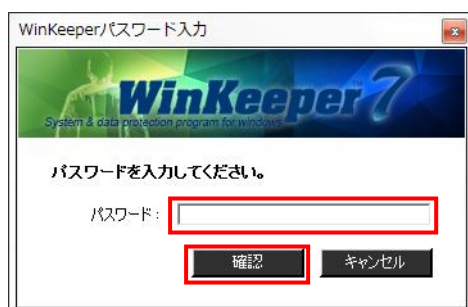 WinKeeperパスワード入力
WinKeeper 7
System & data protection program for windows
パスワードを入力してください。
パスワード:
確認 キャンセル